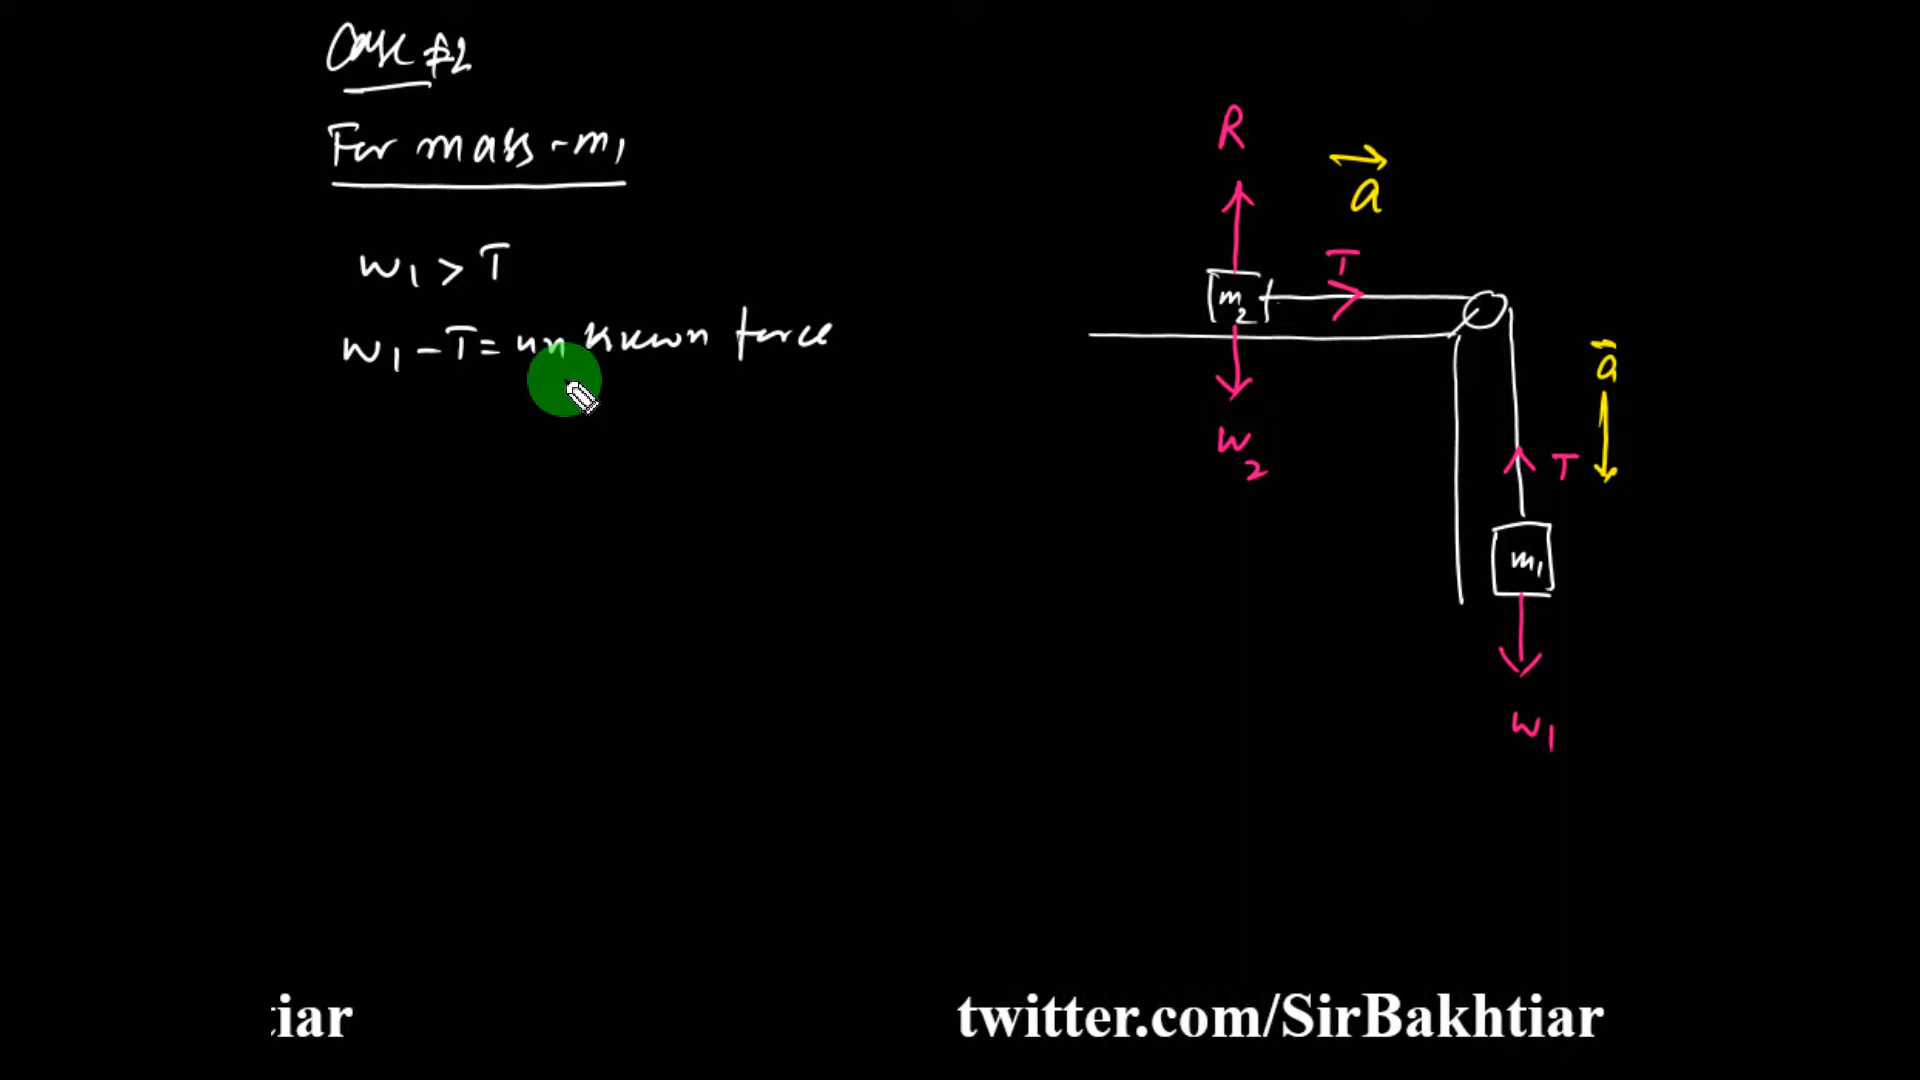 Case #2
For mass - m1
w1 > T
w1 - T = unknown force
R
a
T
m2
w2
a
T
m1
w1
:iar
twitter.com/SirBakhtiar